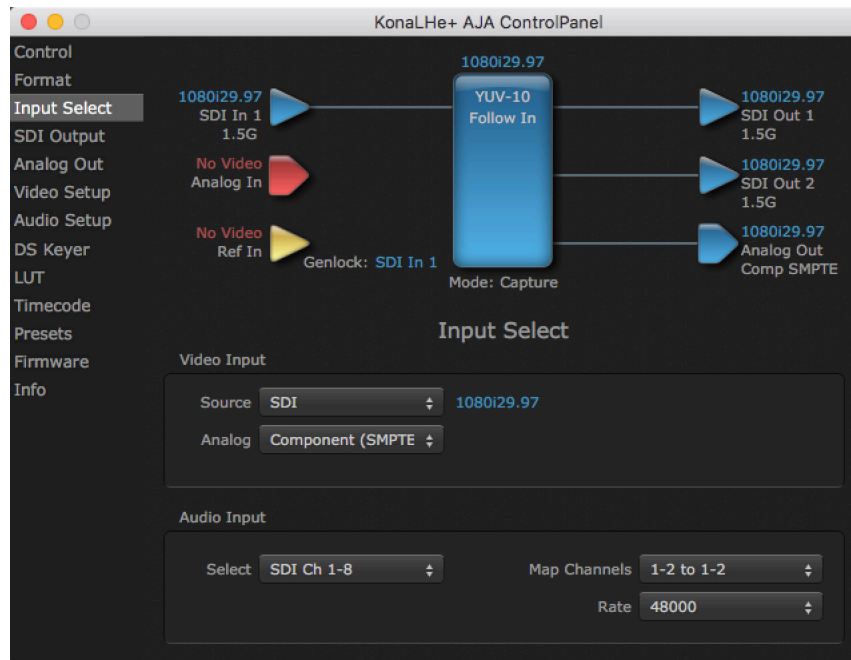 KonaLHe+ AJA ControlPanel
Control
Format
Input Select
SDI Output
Analog Out
Video Setup
Audio Setup
DS Keyer
LUT
Timecode
Presets
Firmware
Info
1080i29.97
SDI In 1
1.5G
No Video
Analog In
No Video
Ref In
Genlock: SDI In 1
1080i29.97
YUV-10
Follow In
Mode: Capture
1080i29.97
SDI Out 1
1.5G
1080i29.97
SDI Out 2
1.5G
1080i29.97
Analog Out
Comp SMPTE
Input Select
Video Input
Source SDI 1080i29.97
Analog Component (SMPTE
Audio Input
Select SDI Ch 1-8 Map Channels 1-2 to 1-2
Rate 48000